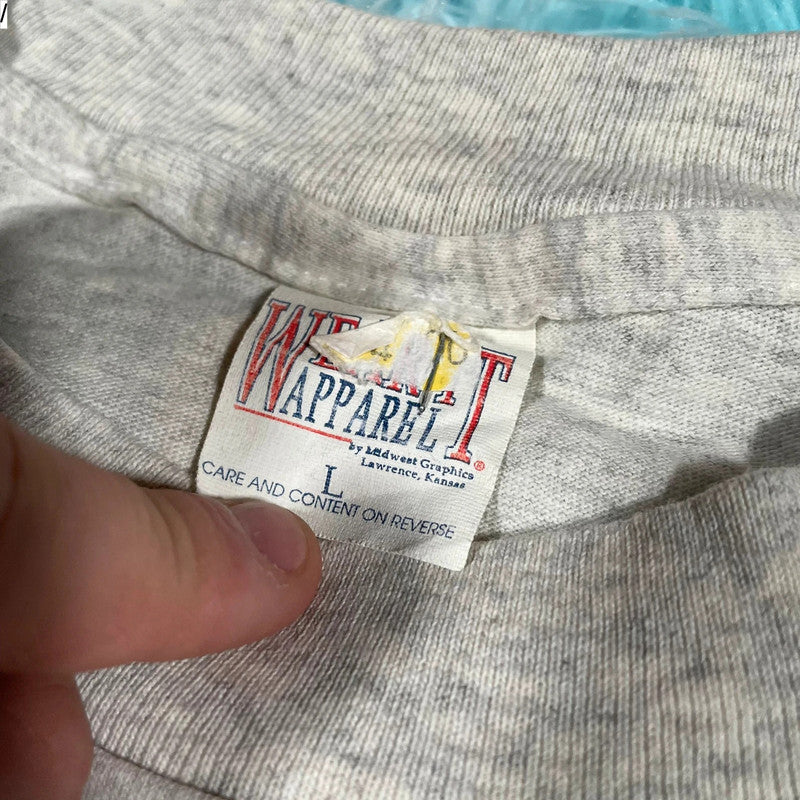 APPAREL
®
by Midwest Graphics
Lawrence, Kansas
L
CARE AND CONTENT ON REVERSE